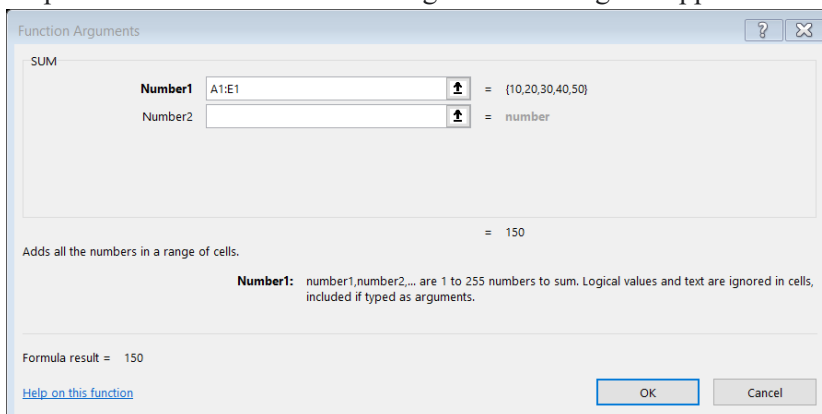 Function Arguments
SUM
Number1 A1:E1 = {10,20,30,40,50}
Number2 = number
= 150
Adds all the numbers in a range of cells.
Number1: number1,number2,... are 1 to 255 numbers to sum. Logical values and text are ignored in cells,
included if typed as arguments.
Formula result = 150
Help on this function
OK Cancel